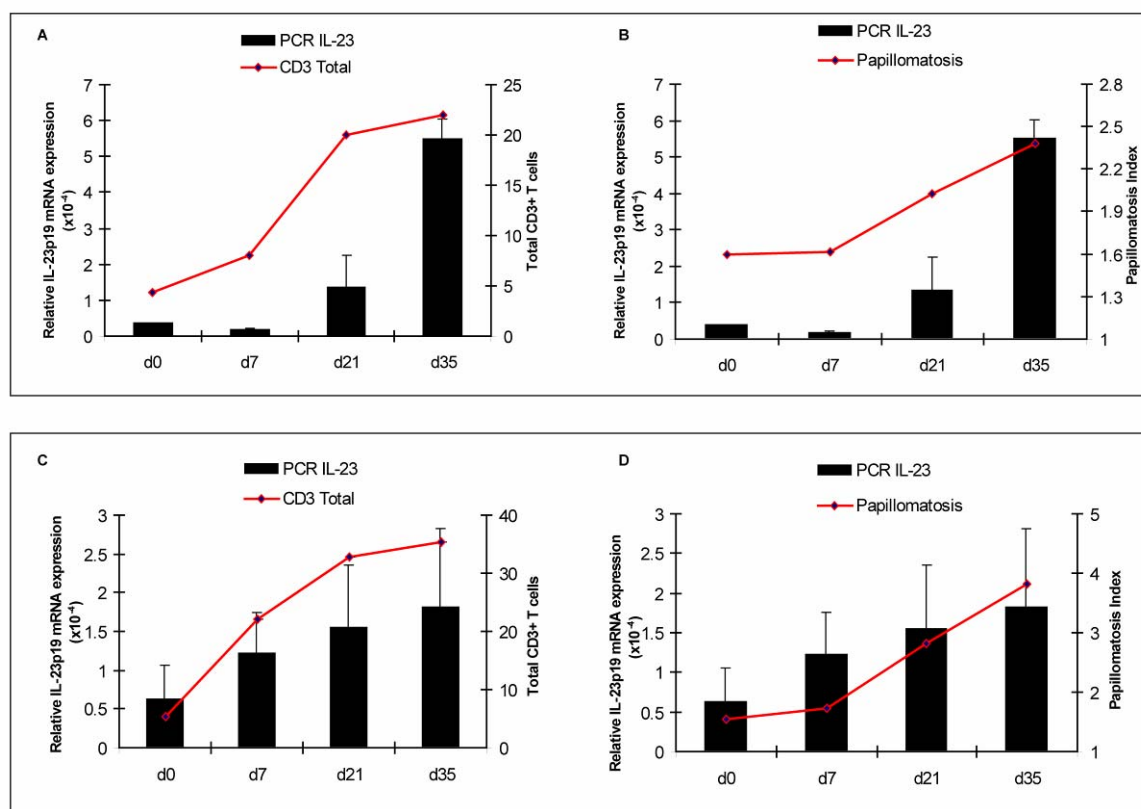 A
PCR IL-23
CD3 Total
Relative IL-23p19 mRNA expression
(x10-4)
7
6
5
4
3
2
1
0
25
20
15
10
5
0
Total CD3+ T cells
d0 d7 d21 d35
B
PCR IL-23
Papillomatosis
Relative IL-23p19 mRNA expression
(x10-4)
7
6
5
4
3
2
1
0
2.8
2.5
2.2
1.9
1.6
1.3
1
Papillomatosis Index
d0 d7 d21 d35
C
PCR IL-23
CD3 Total
Relative IL-23p19 mRNA expression
(x10-4)
3
2.5
2
1.5
1
0.5
0
40
30
20
10
0
Total CD3+ T cells
d0 d7 d21 d35
D
PCR IL-23
Papillomatosis
Relative IL-23p19 mRNA expression
(x10-4)
3
2.5
2
1.5
1
0.5
0
5
4
3
2
1
Papillomatosis Index
d0 d7 d21 d35